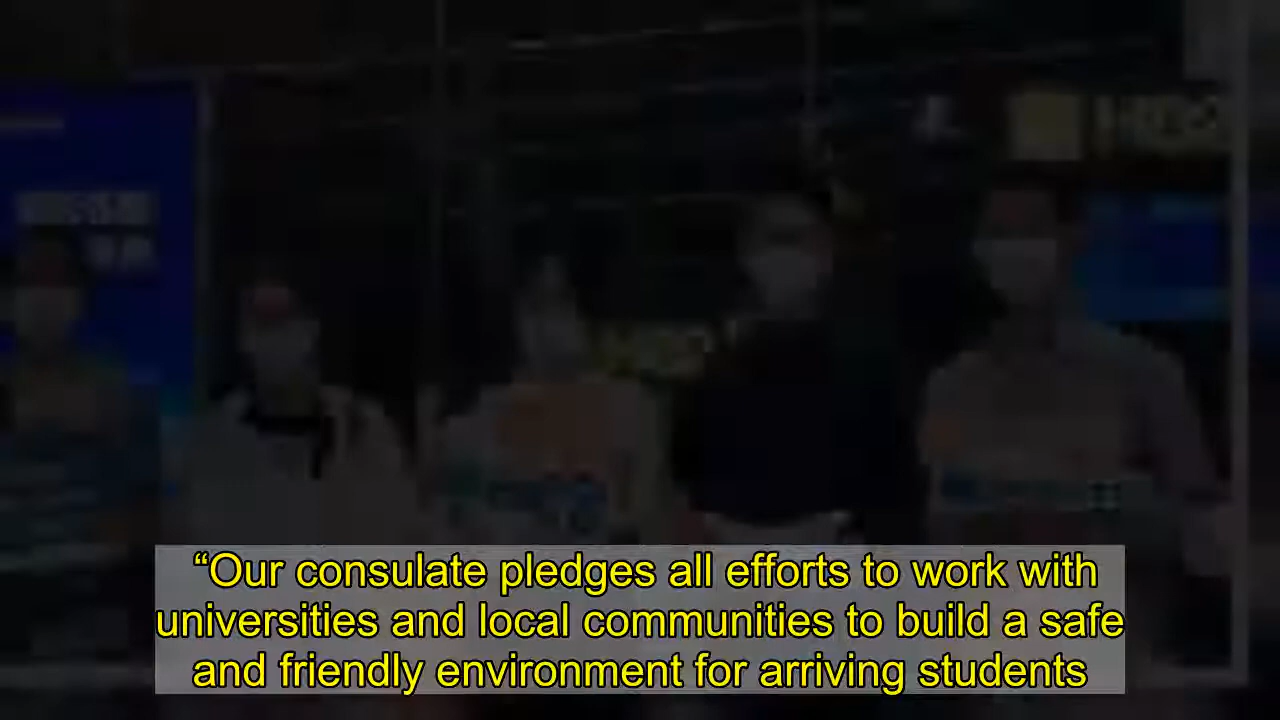 “Our consulate pledges all efforts to work with
universities and local communities to build a safe
and friendly environment for arriving students